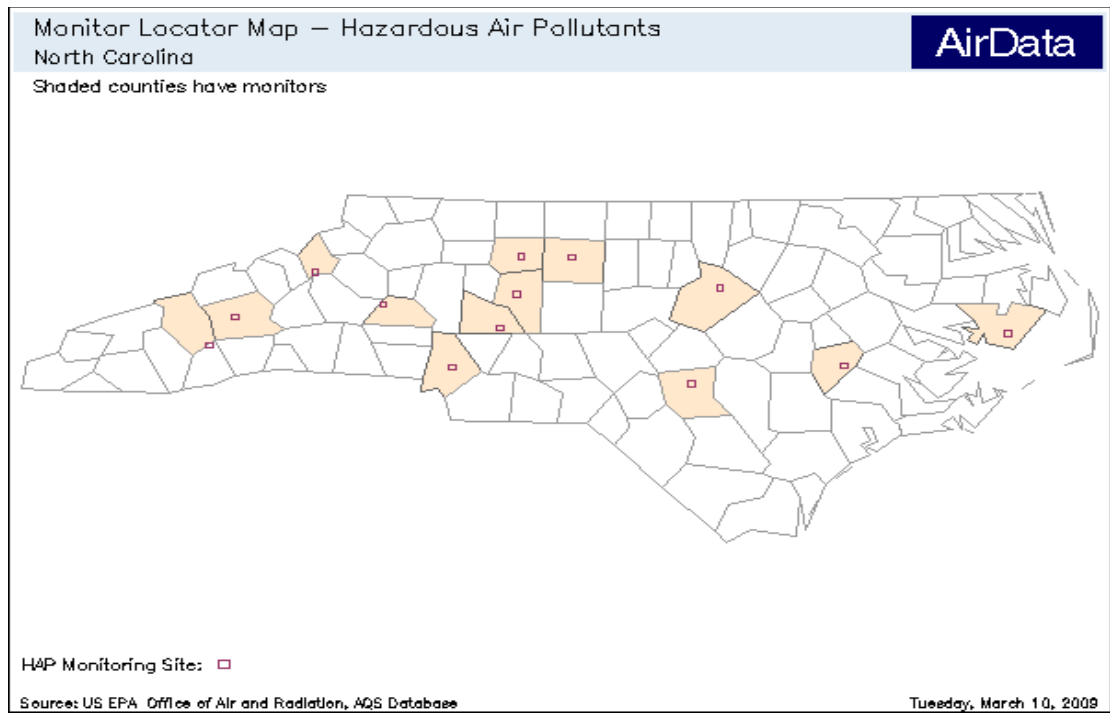 Monitor Locator Map – Hazardous Air Pollutants
North Carolina
AirData
Shaded counties have monitors
HAP Monitoring Site:
Source: US EPA Office of Air and Radiation, AQS Database
Tuesday, March 10, 2009